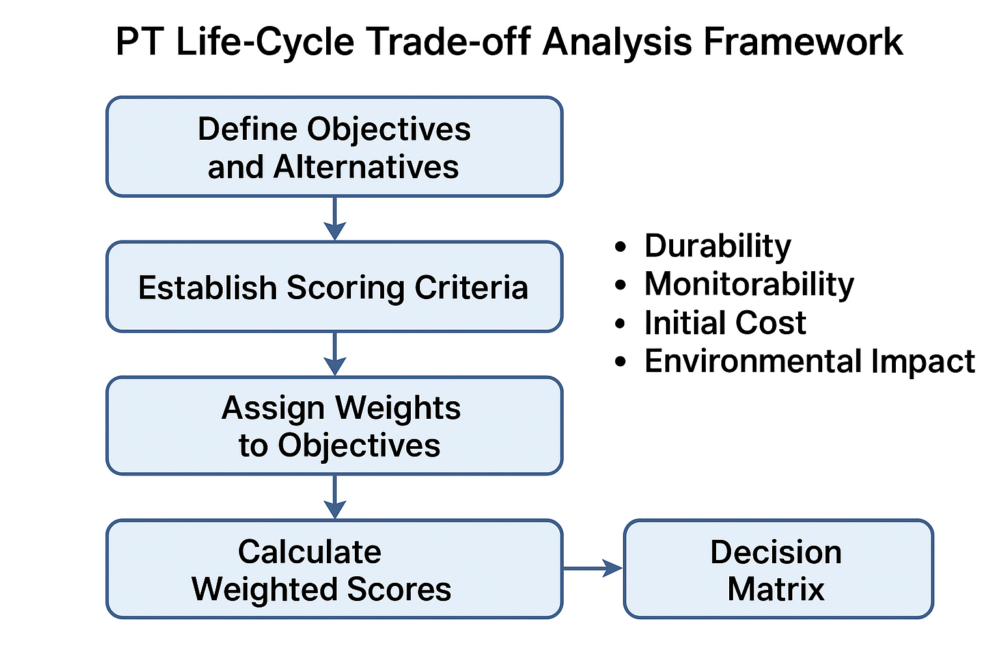 PT Life-Cycle Trade-off Analysis Framework
Define Objectives
and Alternatives
Establish Scoring Criteria
• Durability
• Monitorability
• Initial Cost
• Environmental Impact
Assign Weights
to Objectives
Calculate
Weighted Scores
Decision
Matrix